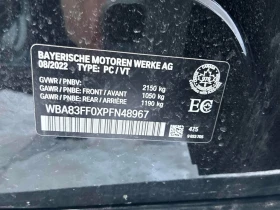 BAYERISCHE MOTOREN WERKE AG
08/2022 TYPE: PC / VT
GVWR / PNBV: 2150 kg
GAWR / PNBE: FRONT / AVANT 1050 kg
GAWR / PNBE: REAR / ARRIÈRE 1190 kg
EC
WBA83FF0XPFN48967
425